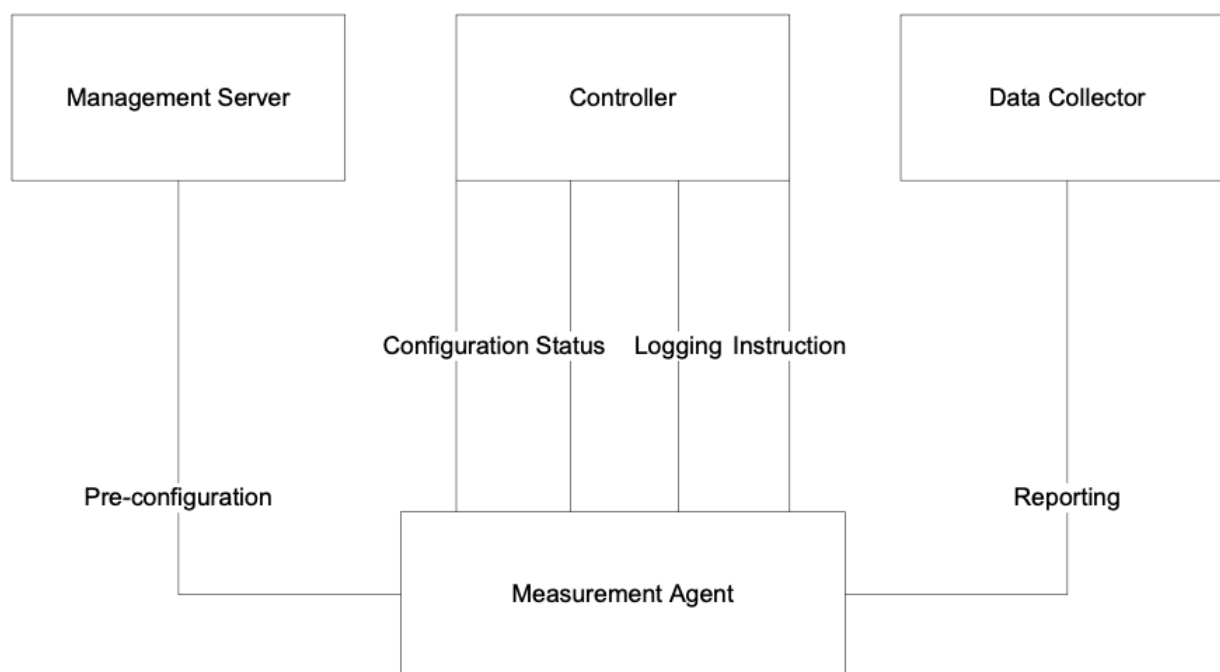 Management Server
Controller
Data Collector
Configuration Status Logging Instruction
Pre-configuration
Reporting
Measurement Agent